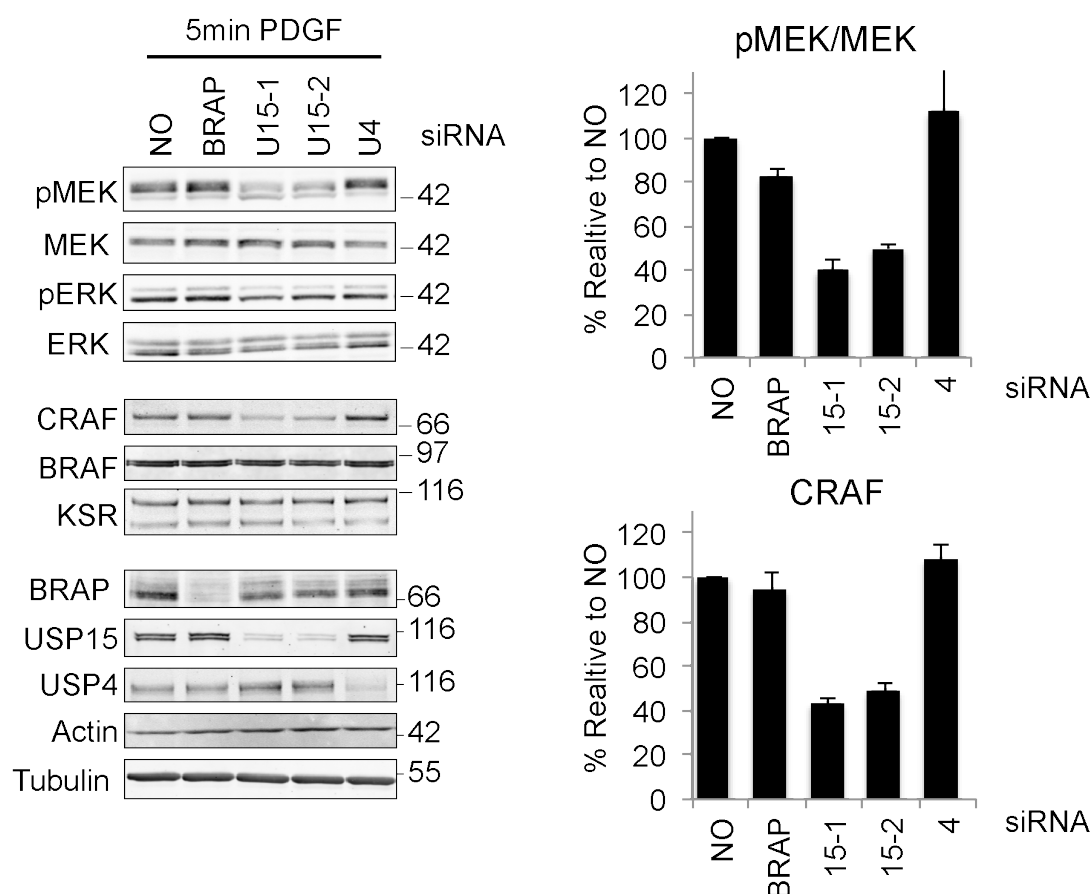 5min PDGF
NO
BRAP
U15-1
U15-2
U4
siRNA
pMEK
42
MEK
42
pERK
42
ERK
42
CRAF
66
BRAF
97
KSR
116
BRAP
66
USP15
116
USP4
116
Actin
42
Tubulin
55
pMEK/MEK
% Realtive to NO
120
100
80
60
40
20
0
NO
BRAP
15-1
15-2
4
siRNA
CRAF
% Realtive to NO
120
100
80
60
40
20
0
NO
BRAP
15-1
15-2
4
siRNA